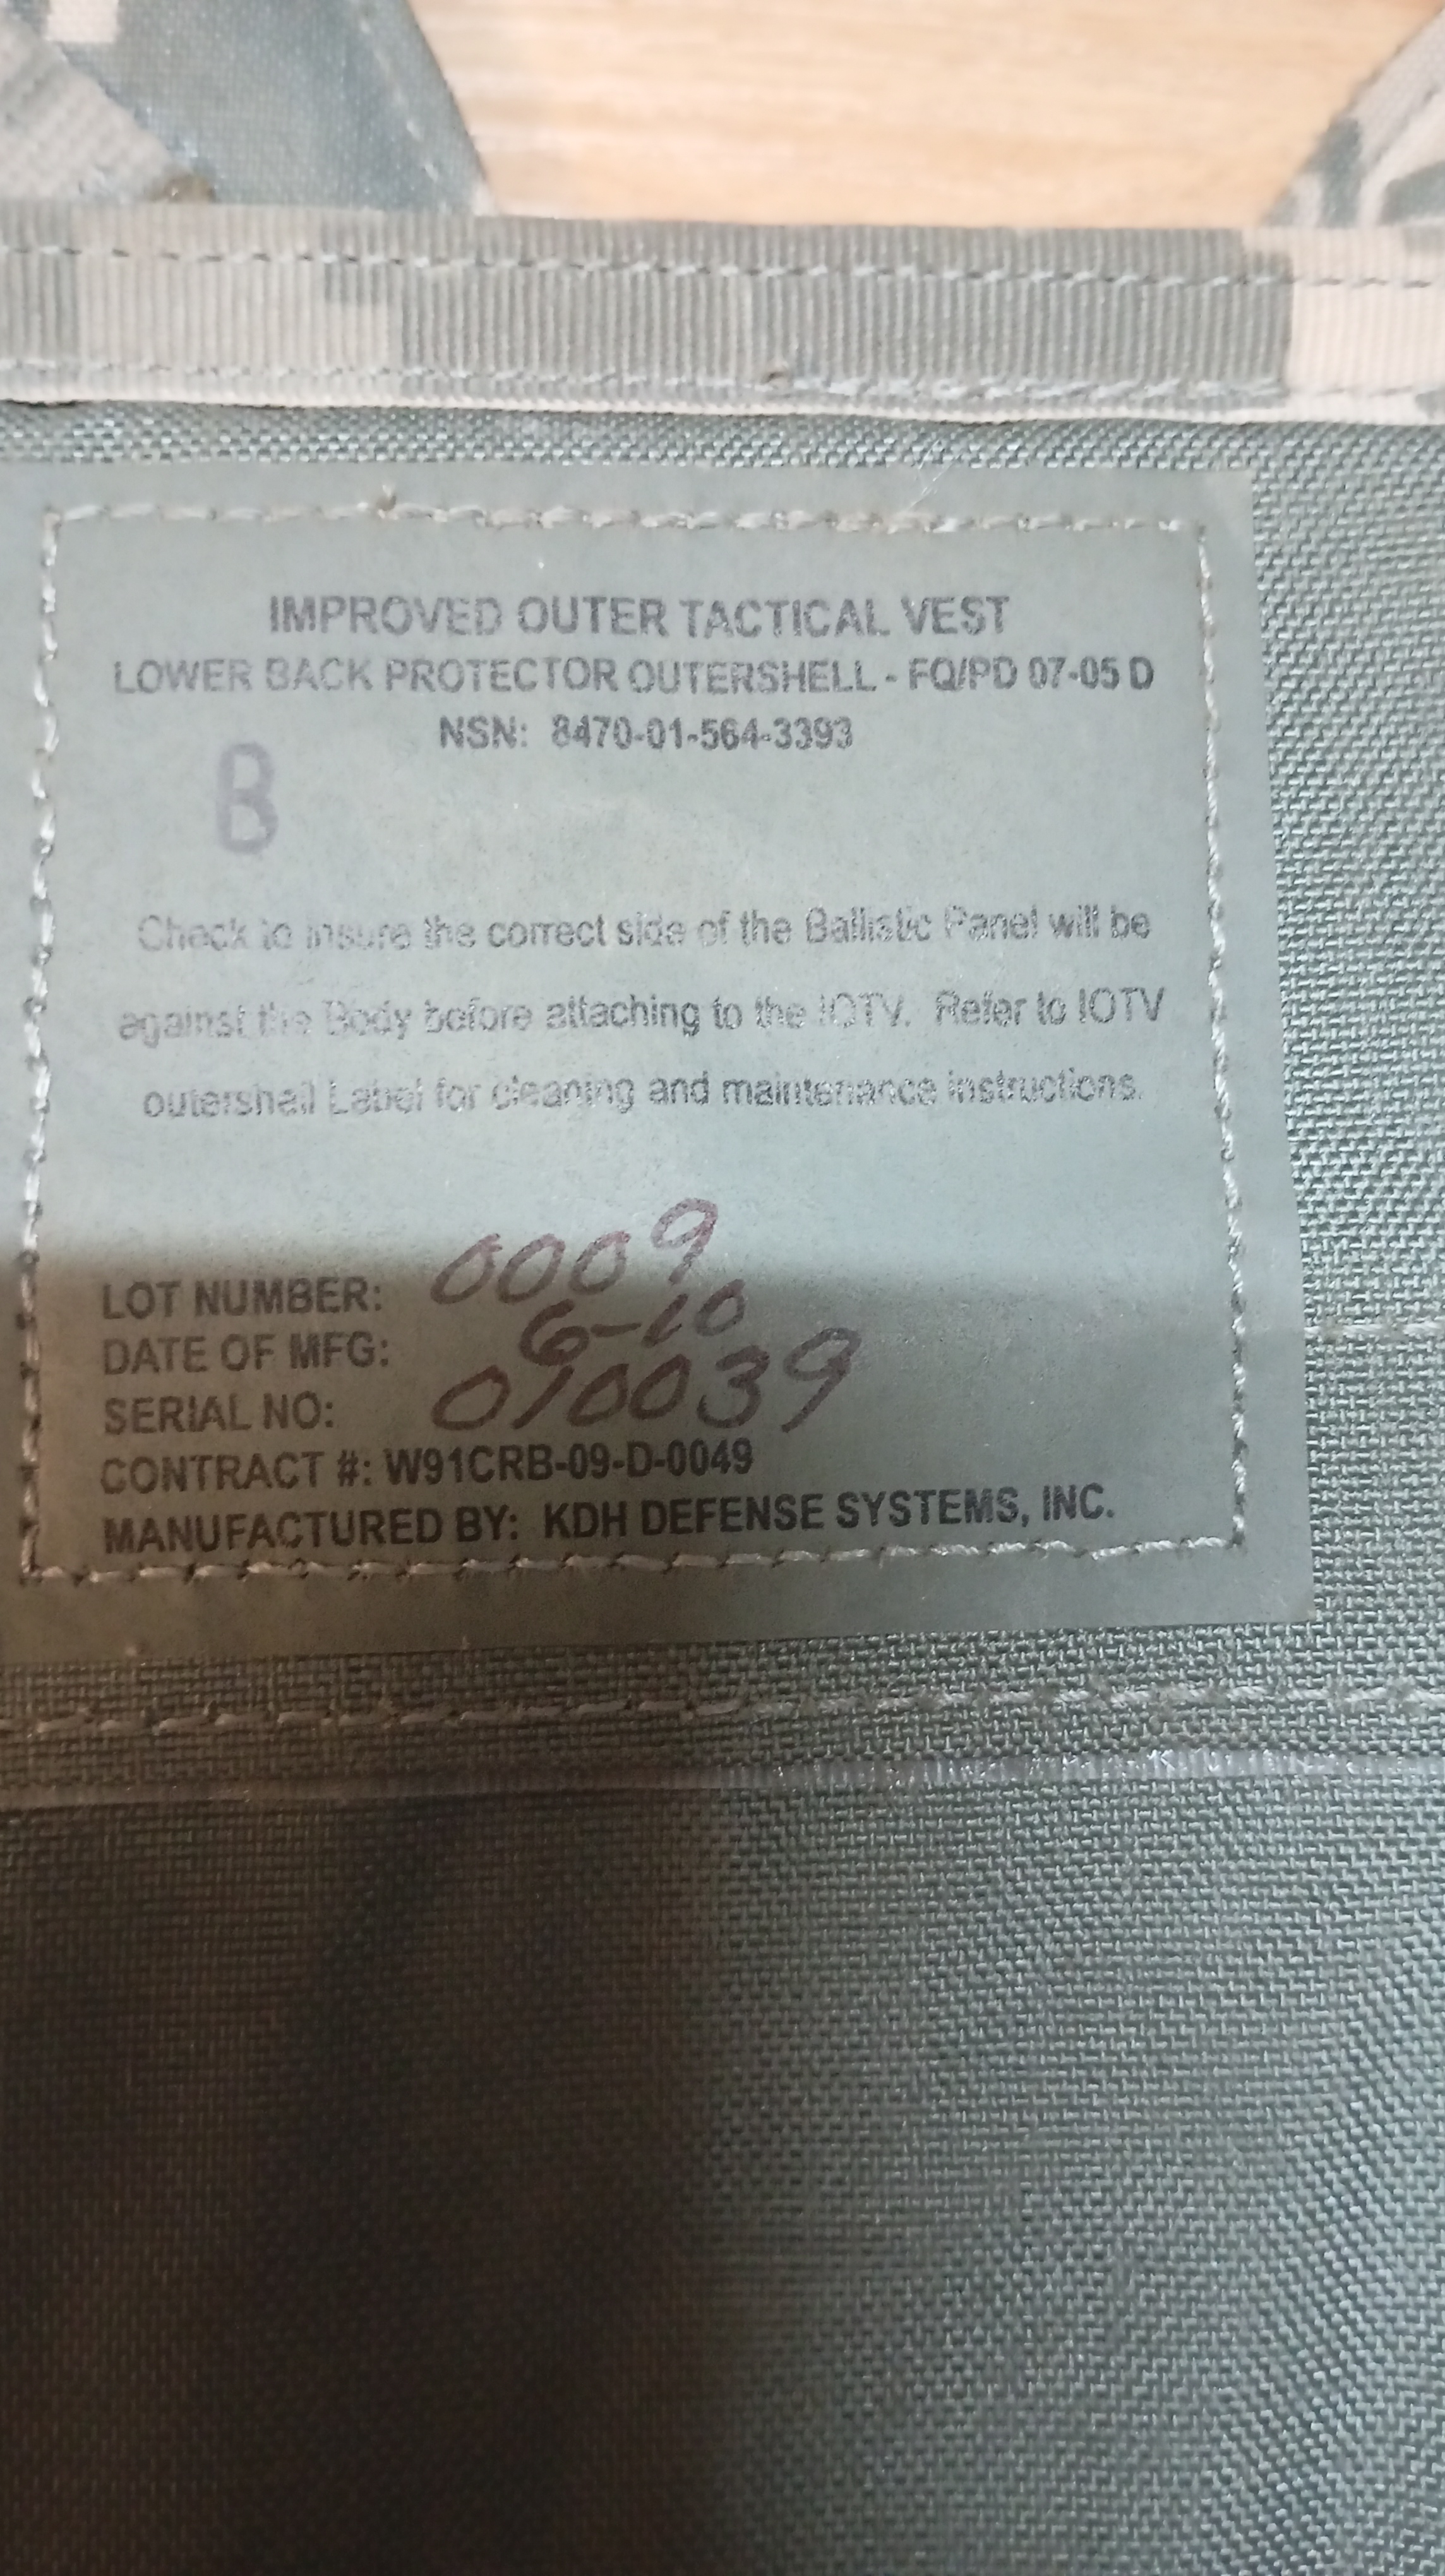 IMPROVED OUTER TACTICAL VEST
LOWER BACK PROTECTOR OUTERSHELL - FQ/PD 07-05 D
NSN: 8470-01-564-3393
B
Check to insure the correct side of the Ballistic Panel will be
against the Body before attaching to the IOTV. Refer to IOTV
outershell Label for cleaning and maintenance instructions.
LOT NUMBER: 0009
DATE OF MFG: 6-10
SERIAL NO: 090039
CONTRACT #: W91CRB-09-D-0049
MANUFACTURED BY: KDH DEFENSE SYSTEMS, INC.